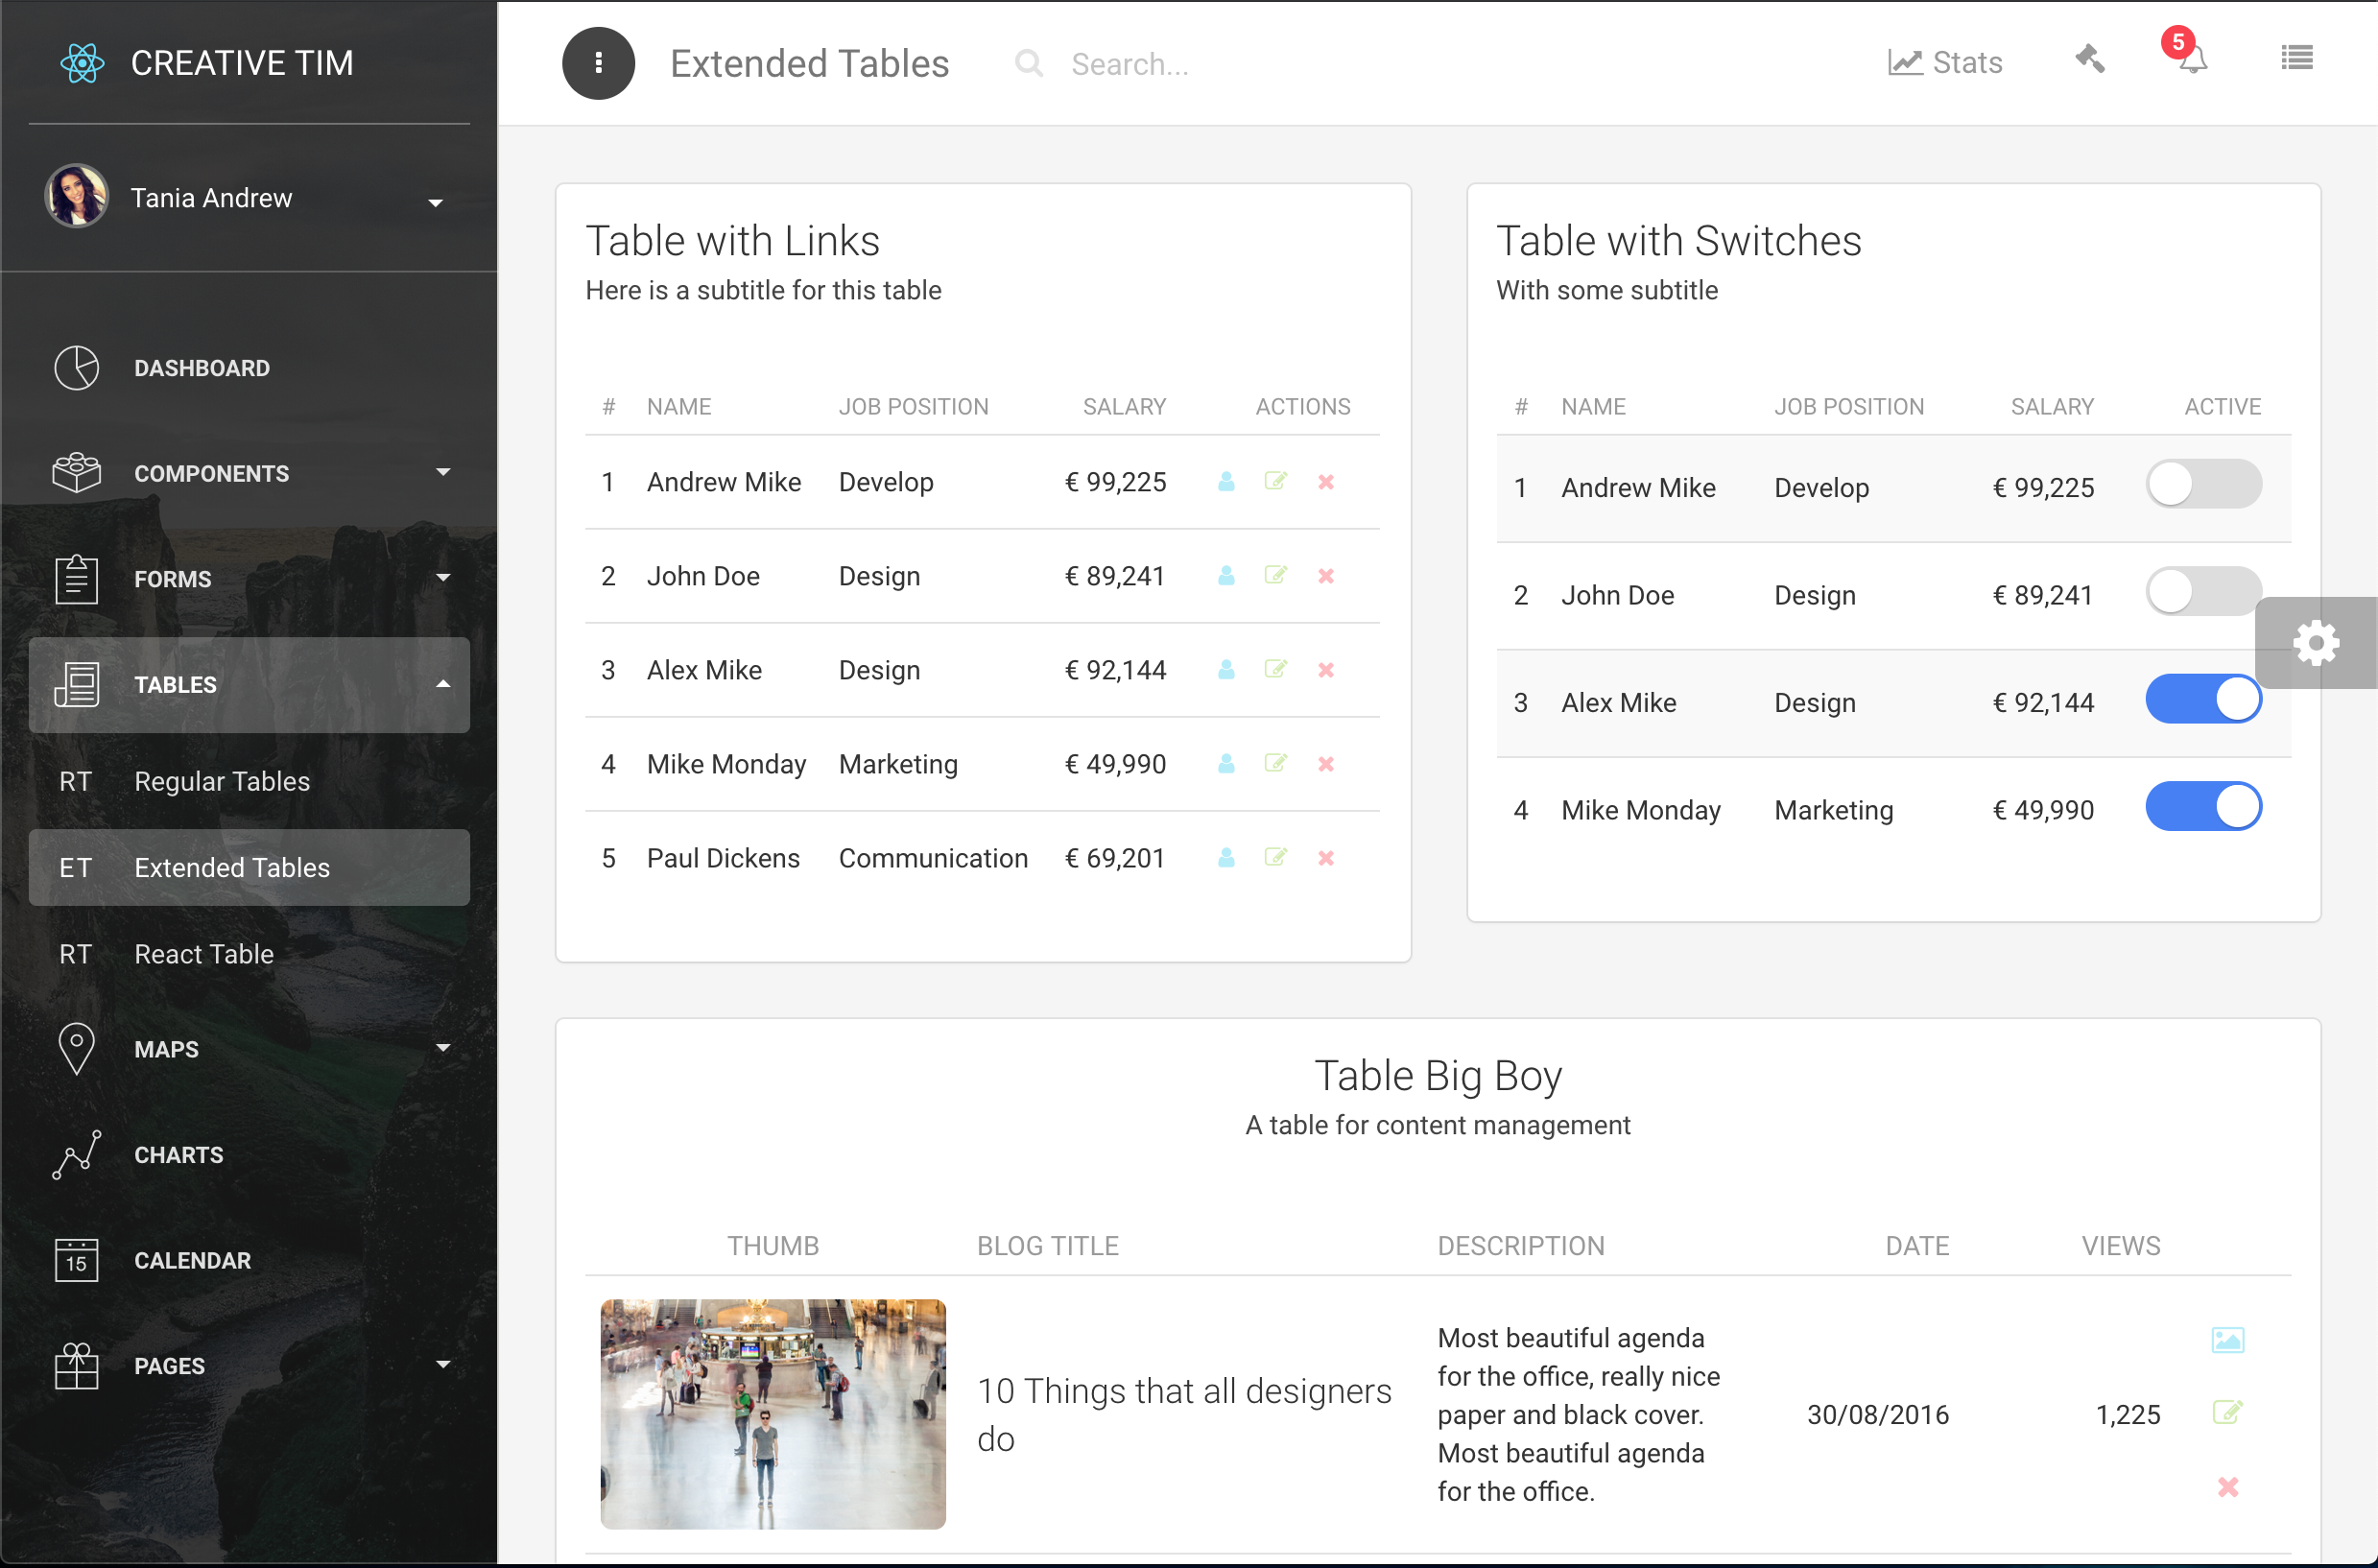 CREATIVE TIM
Tania Andrew
DASHBOARD
COMPONENTS
FORMS
TABLES
RT Regular Tables
ET Extended Tables
RT React Table
MAPS
CHARTS
15 CALENDAR
PAGES
Extended Tables
Search...
Stats
5
Table with Links
Here is a subtitle for this table
# NAME JOB POSITION SALARY ACTIONS
1 Andrew Mike Develop € 99,225
2 John Doe Design € 89,241
3 Alex Mike Design € 92,144
4 Mike Monday Marketing € 49,990
5 Paul Dickens Communication € 69,201
Table with Switches
With some subtitle
# NAME JOB POSITION SALARY ACTIVE
1 Andrew Mike Develop € 99,225
2 John Doe Design € 89,241
3 Alex Mike Design € 92,144
4 Mike Monday Marketing € 49,990
Table Big Boy
A table for content management
THUMB BLOG TITLE DESCRIPTION DATE VIEWS
10 Things that all designers
do
Most beautiful agenda
for the office, really nice
paper and black cover.
Most beautiful agenda
for the office.
30/08/2016
1,225